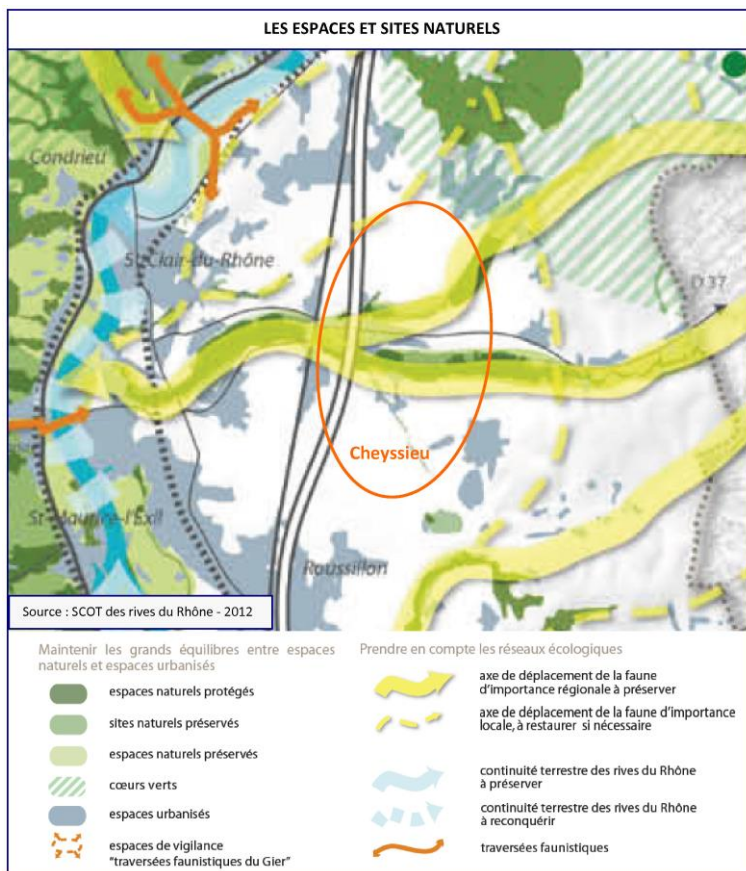 LES ESPACES ET SITES NATURELS
Condrieu
St-Clair-du-Rhône
D 37
Cheyssieu
St-Maurice-l'Exil
Roussillon
Source : SCOT des rives du Rhône - 2012
Maintenir les grands équilibres entre espaces
naturels et espaces urbanisés
espaces naturels protégés
sites naturels préservés
espaces naturels préservés
cœurs verts
espaces urbanisés
espaces de vigilance
"traversées faunistiques du Gier"
Prendre en compte les réseaux écologiques
axe de déplacement de la faune
d'importance régionale à préserver
axe de déplacement de la faune d'importance
locale, à restaurer si nécessaire
continuité terrestre des rives du Rhône
à préserver
continuité terrestre des rives du Rhône
à reconquérir
traversées faunistiques